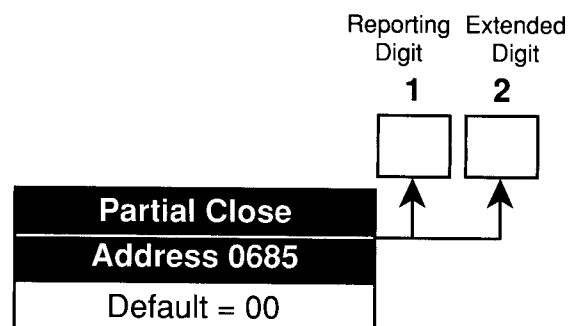 Reporting Extended
Digit Digit
1 2
Partial Close
Address 0685
Default = 00